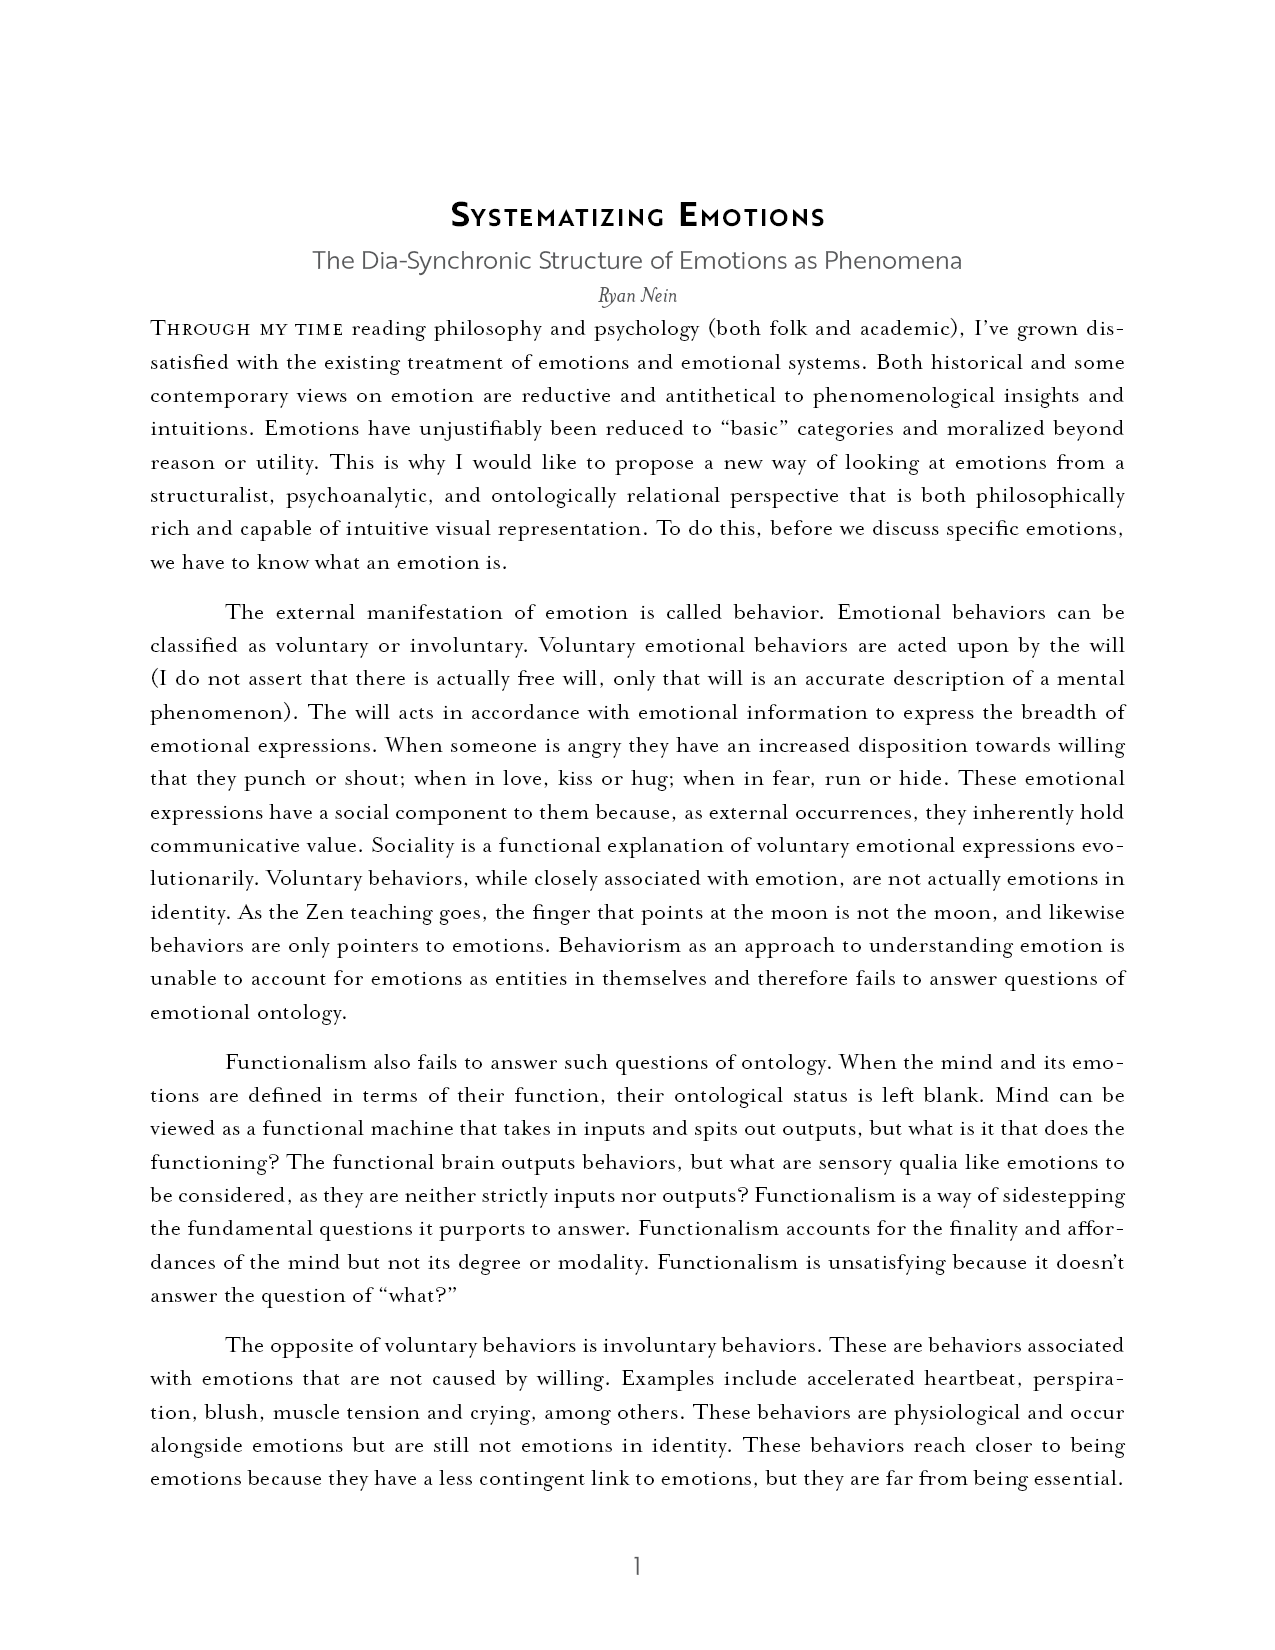 Systematizing Emotions
The Dia-Synchronic Structure of Emotions as Phenomena
Ryan Nein
Through my time reading philosophy and psychology (both folk and academic), I’ve grown dis-
satisfied with the existing treatment of emotions and emotional systems. Both historical and some
contemporary views on emotion are reductive and antithetical to phenomenological insights and
intuitions. Emotions have unjustifiably been reduced to “basic” categories and moralized beyond
reason or utility. This is why I would like to propose a new way of looking at emotions from a
structuralist, psychoanalytic, and ontologically relational perspective that is both philosophically
rich and capable of intuitive visual representation. To do this, before we discuss specific emotions,
we have to know what an emotion is.
The external manifestation of emotion is called behavior. Emotional behaviors can be
classified as voluntary or involuntary. Voluntary emotional behaviors are acted upon by the will
(I do not assert that there is actually free will, only that will is an accurate description of a mental
phenomenon). The will acts in accordance with emotional information to express the breadth of
emotional expressions. When someone is angry they have an increased disposition towards willing
that they punch or shout; when in love, kiss or hug; when in fear, run or hide. These emotional
expressions have a social component to them because, as external occurrences, they inherently hold
communicative value. Sociality is a functional explanation of voluntary emotional expressions evo-
lutionarily. Voluntary behaviors, while closely associated with emotion, are not actually emotions in
identity. As the Zen teaching goes, the finger that points at the moon is not the moon, and likewise
behaviors are only pointers to emotions. Behaviorism as an approach to understanding emotion is
unable to account for emotions as entities in themselves and therefore fails to answer questions of
emotional ontology.
Functionalism also fails to answer such questions of ontology. When the mind and its emo-
tions are defined in terms of their function, their ontological status is left blank. Mind can be
viewed as a functional machine that takes in inputs and spits out outputs, but what is it that does the
functioning? The functional brain outputs behaviors, but what are sensory qualia like emotions to
be considered, as they are neither strictly inputs nor outputs? Functionalism is a way of sidestepping
the fundamental questions it purports to answer. Functionalism accounts for the finality and affor-
dances of the mind but not its degree or modality. Functionalism is unsatisfying because it doesn’t
answer the question of “what?”
The opposite of voluntary behaviors is involuntary behaviors. These are behaviors associated
with emotions that are not caused by willing. Examples include accelerated heartbeat, perspira-
tion, blush, muscle tension and crying, among others. These behaviors are physiological and occur
alongside emotions but are still not emotions in identity. These behaviors reach closer to being
emotions because they have a less contingent link to emotions, but they are far from being essential.
1